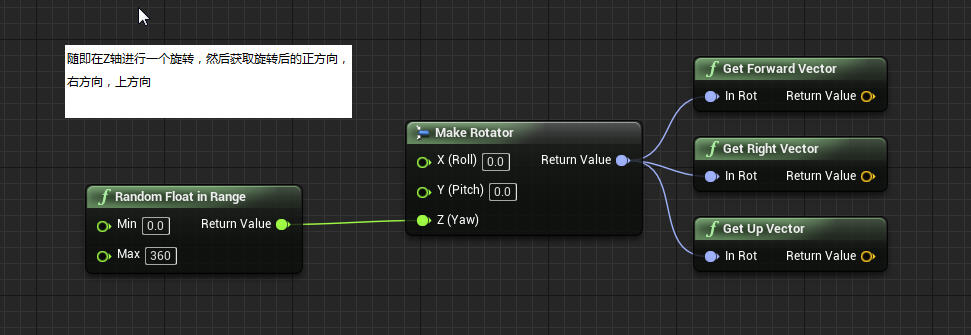 随即在Z轴进行一个旋转，然后获取旋转后的正方向，
右方向，上方向
Random Float in Range
Min 0.0 Return Value
Max 360
Make Rotator
X (Roll) 0.0 Return Value
Y (Pitch) 0.0
Z (Yaw)
Get Forward Vector
In Rot Return Value
Get Right Vector
In Rot Return Value
Get Up Vector
In Rot Return Value